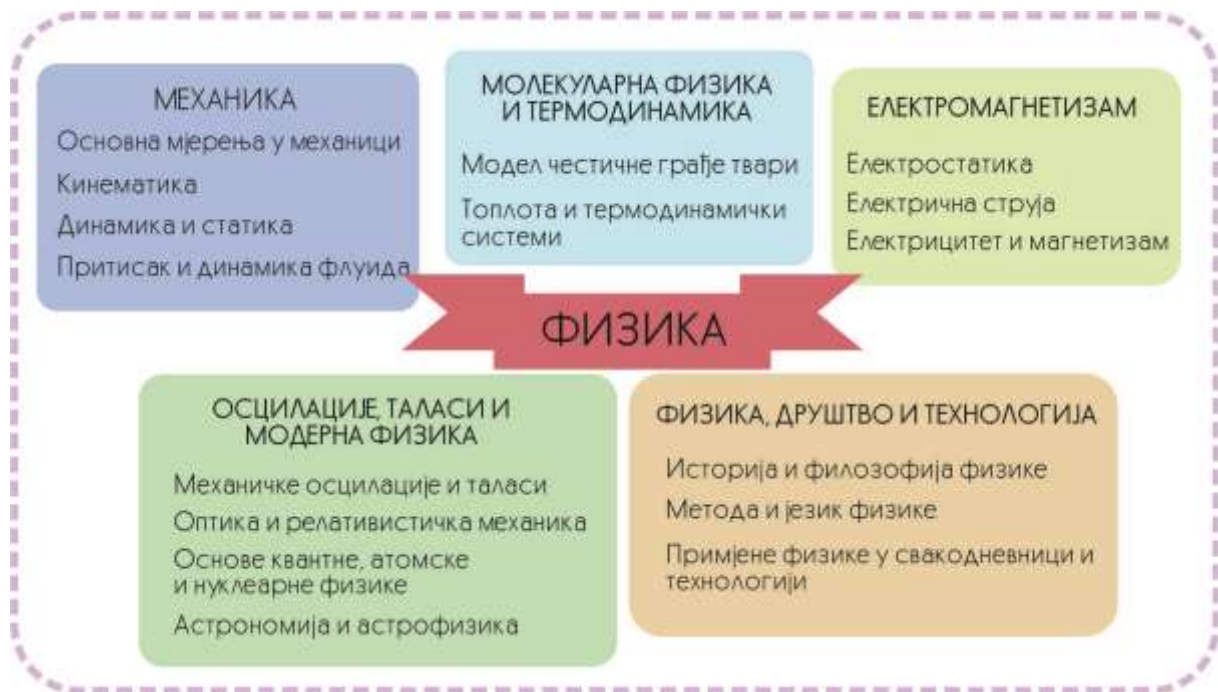 МЕХАНИКА
Основна мјерења у механици
Кинематика
Динамика и статика
Притисак и динамика флуида
МОЛЕКУЛАРНА ФИЗИКА
И ТЕРМОДИНАМИКА
Модел честичне грађе твари
Топлота и термодинамички
системи
ЕЛЕКТРОМАГНЕТИЗАМ
Електростатика
Електрична струја
Електрицитет и магнетизам
ФИЗИКА
ОСЦИЛАЦИЈЕ, ТАЛАСИ И
МОДЕРНА ФИЗИКА
Механичке осцилације и таласи
Оптика и релативистичка механика
Основе квантне, атомске
и нуклеарне физике
Астрономија и астрофизика
ФИЗИКА, ДРУШТВО И ТЕХНОЛОГИЈА
Историја и филозофија физике
Метода и језик физике
Примјене физике у свакодневници и
технологији